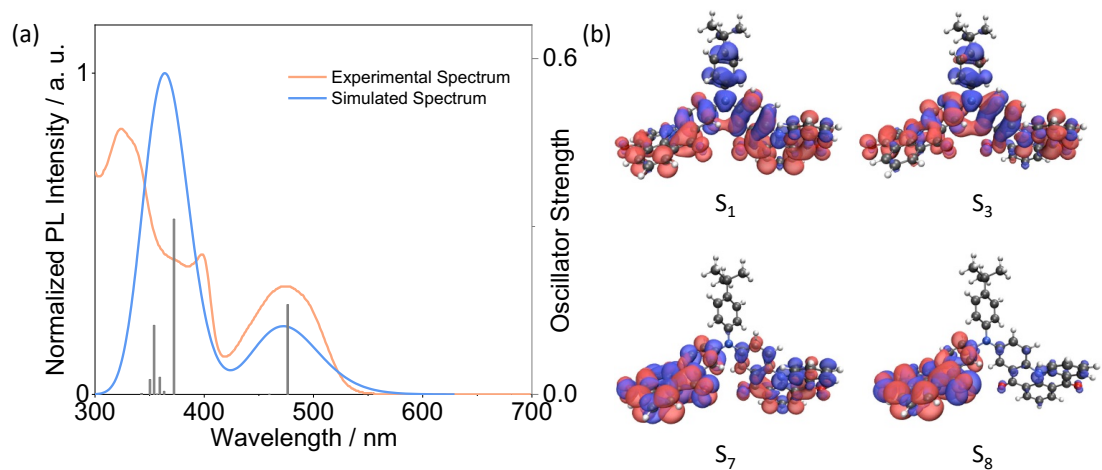 (a)
Normalized PL Intensity / a. u.
1
0
Experimental Spectrum
Simulated Spectrum
0.6
0.0
Oscillator Strength
300 400 500 600 700
Wavelength / nm
(b)
S₁ S₃
S₇ S₈